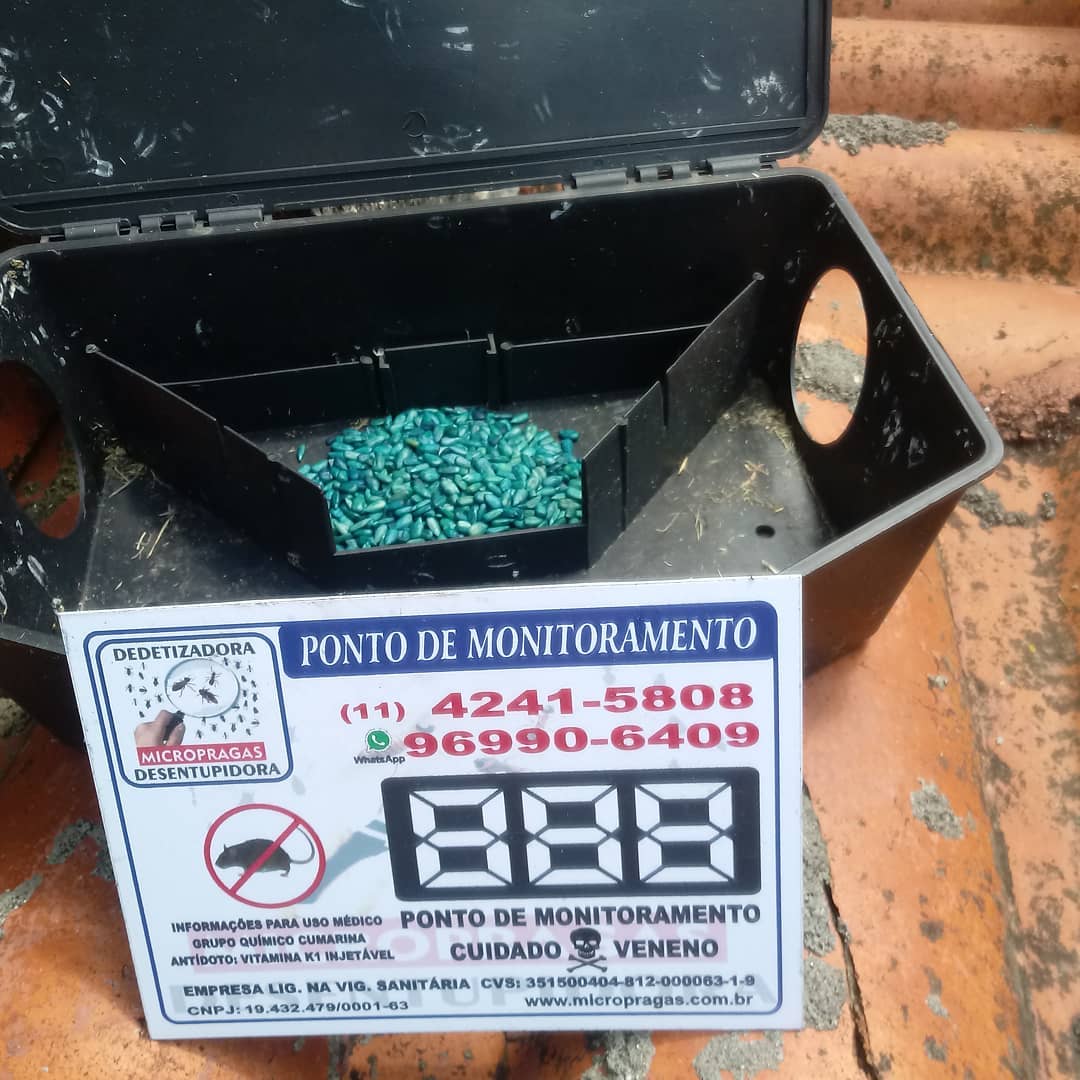 DEDETIZADORA
MICROPRAGAS
DESENTUPIDORA
PONTO DE MONITORAMENTO
(11) 4241-5808
WhatsApp 96990-6409
INFORMAÇÕES PARA USO MÉDICO
GRUPO QUÍMICO CUMARINA
ANTÍDOTO: VITAMINA K1 INJETÁVEL
PONTO DE MONITORAMENTO
CUIDADO VENENO
EMPRESA LIG. NA VIG. SANITÁRIA CVS: 351500404-812-000063-1-9
CNPJ: 19.432.479/0001-63
www.micropragas.com.br